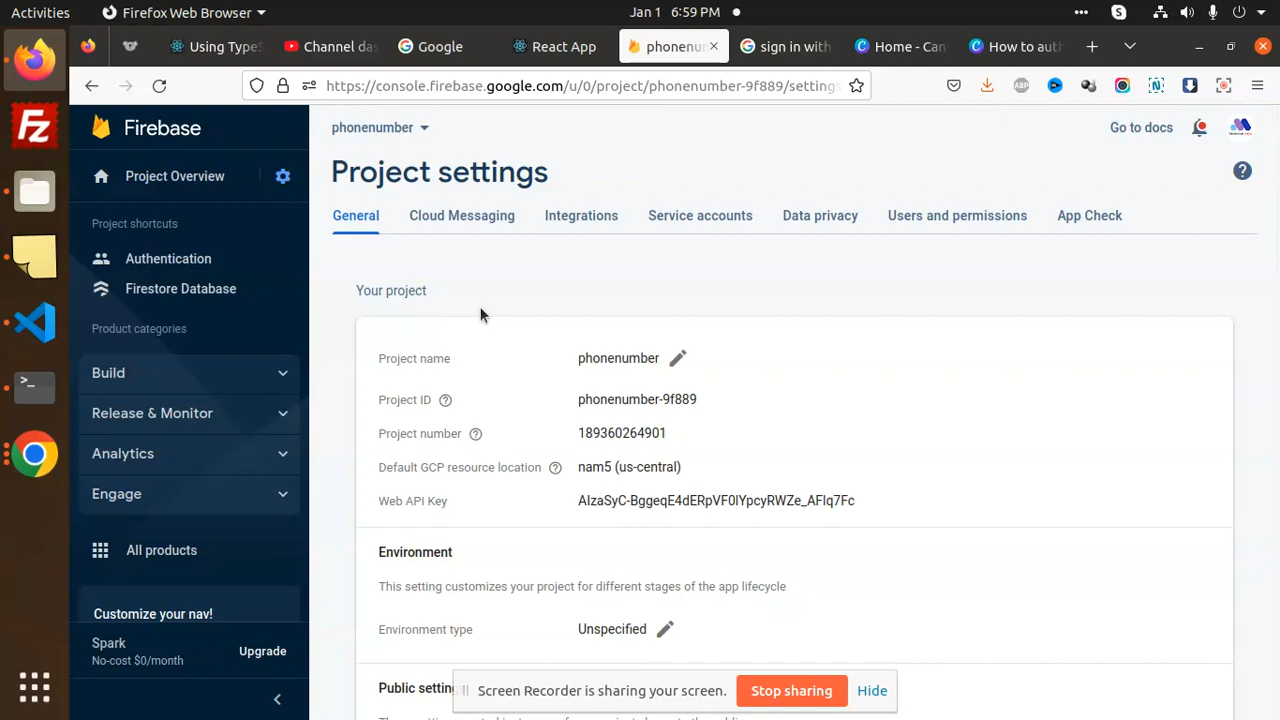 Activities Firefox Web Browser Jan 1 6:59 PM
Using TypeS Channel das Google React App phonenum sign in with Home - Can How to auth
https://console.firebase.google.com/u/0/project/phonenumber-9f889/settings
ABP N
Fz
Firebase phonenumber Go to docs
Project Overview Project settings
General Cloud Messaging Integrations Service accounts Data privacy Users and permissions App Check
Project shortcuts
Authentication
Firestore Database
Product categories
Build
Release & Monitor
Analytics
Engage
All products
Customize your nav!
Spark
No-cost $0/month Upgrade
Your project
Project name phonenumber
Project ID phonenumber-9f889
Project number 189360264901
Default GCP resource location nam5 (us-central)
Web API Key AIzaSyC-BggeqE4dERpVF0lYpcyRWZe_AFIq7Fc
Environment
This setting customizes your project for different stages of the app lifecycle
Environment type Unspecified
Public setting
Screen Recorder is sharing your screen. Stop sharing Hide